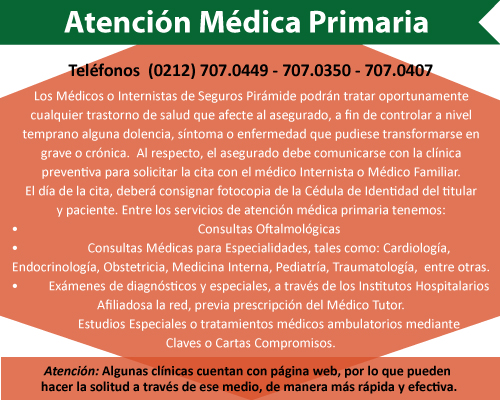 Atención Médica Primaria
Teléfonos (0212) 707.0449 - 707.0350 - 707.0407
Los Médicos o Internistas de Seguros Pirámide podrán tratar oportunamente
cualquier trastorno de salud que afecte al asegurado, a fin de controlar a nivel
temprano alguna dolencia, síntoma o enfermedad que pudiese transformarse en
grave o crónica. Al respecto, el asegurado debe comunicarse con la clínica
preventiva para solicitar la cita con el médico Internista o Médico Familiar.
El día de la cita, deberá consignar fotocopia de la Cédula de Identidad del titular
y paciente. Entre los servicios de atención médica primaria tenemos:
• Consultas Oftalmológicas
• Consultas Médicas para Especialidades, tales como: Cardiología,
Endocrinología, Obstetricia, Medicina Interna, Pediatría, Traumatología, entre otras.
• Exámenes de diagnósticos y especiales, a través de los Institutos Hospitalarios
Afiliadosa la red, previa prescripción del Médico Tutor.
Estudios Especiales o tratamientos médicos ambulatorios mediante
Claves o Cartas Compromisos.
Atención: Algunas clínicas cuentan con página web, por lo que pueden
hacer la solitud a través de ese medio, de manera más rápida y efectiva.